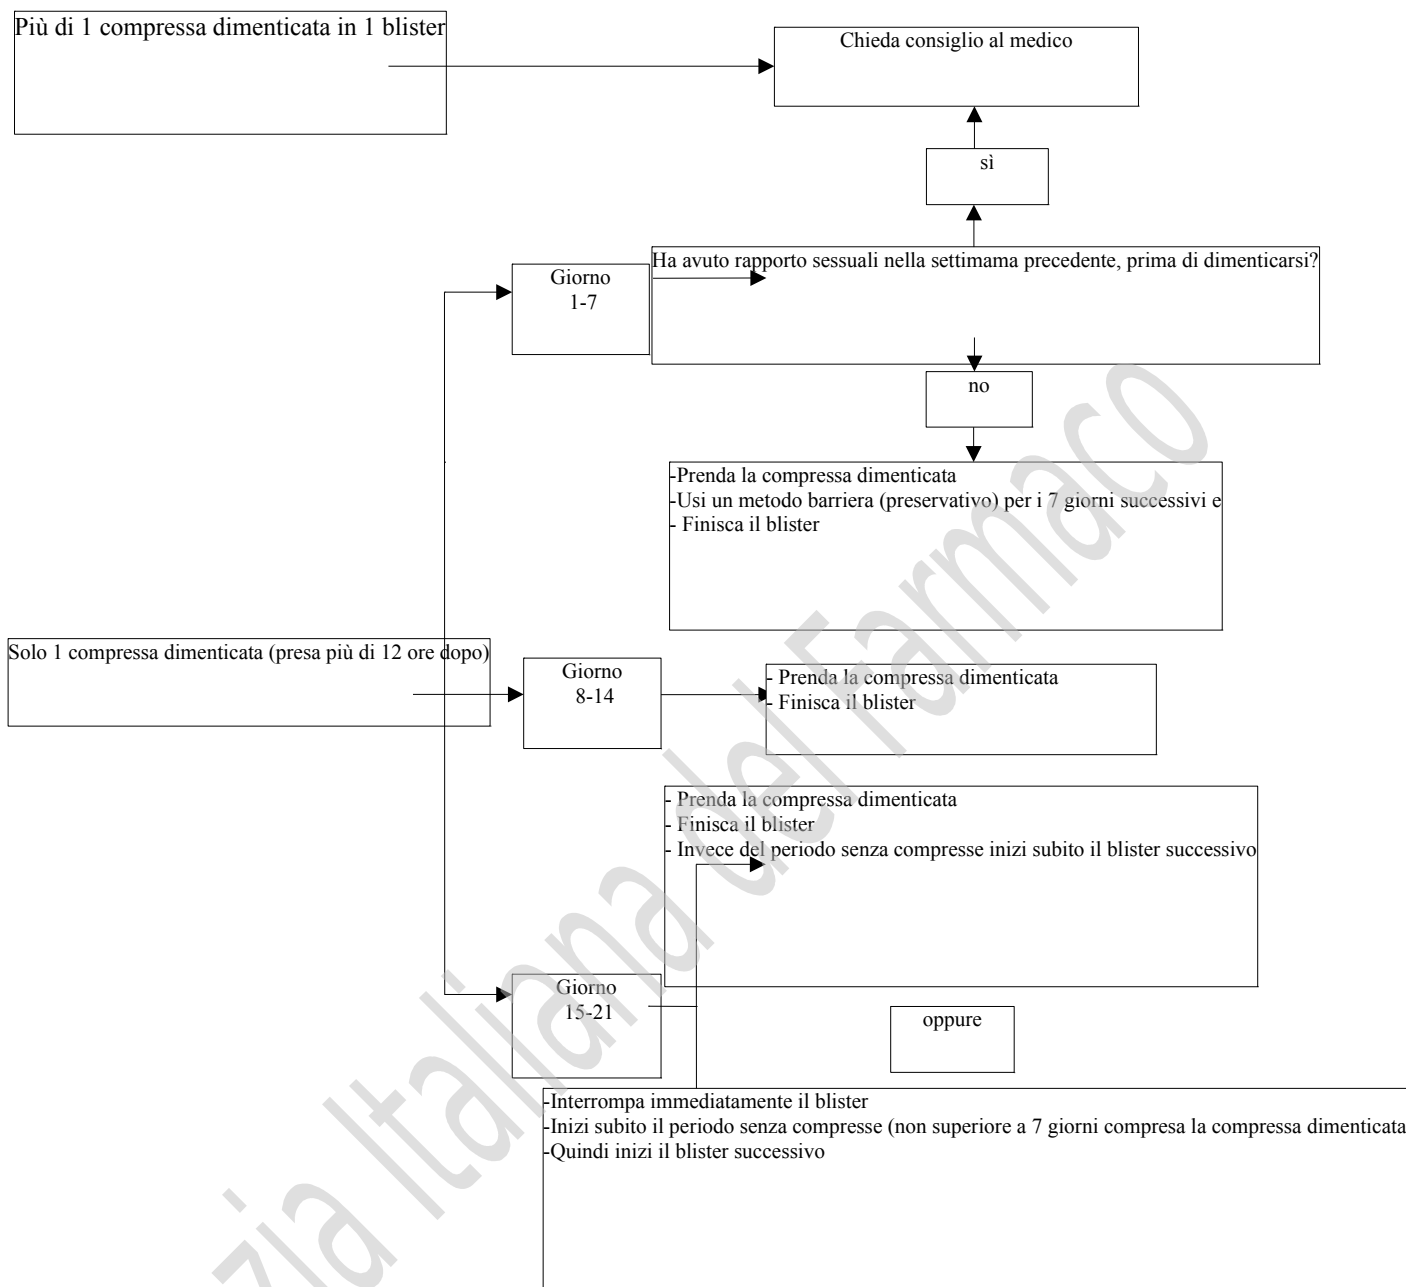 Più di 1 compressa dimenticata in 1 blister
Chieda consiglio al medico
sì
Ha avuto rapporto sessuali nella settimama precedente, prima di dimenticarsi?
Giorno
1-7
no
-Prenda la compressa dimenticata
-Usi un metodo barriera (preservativo) per i 7 giorni successivi e
- Finisca il blister
Solo 1 compressa dimenticata (presa più di 12 ore dopo)
Giorno
8-14
- Prenda la compressa dimenticata
- Finisca il blister
- Prenda la compressa dimenticata
- Finisca il blister
- Invece del periodo senza compresse inizi subito il blister successivo
Giorno
15-21
oppure
-Interrompa immediatamente il blister
-Inizi subito il periodo senza compresse (non superiore a 7 giorni compresa la compressa dimenticata
-Quindi inizi il blister successivo
zia Italiana del Farmaco